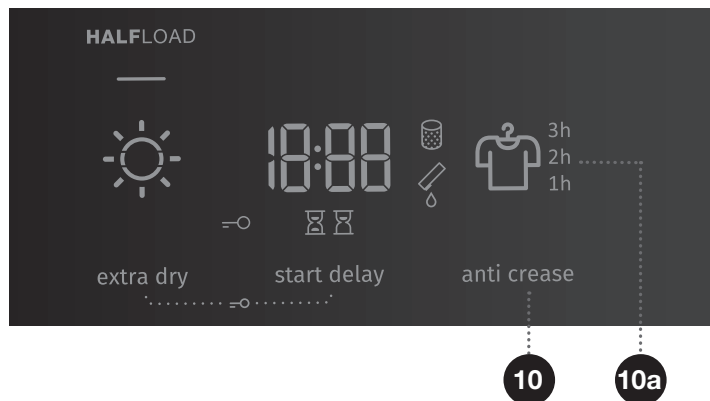 HALFLOAD
18:88
3h
2h
1h
extra dry
start delay
anti crease
10
10a